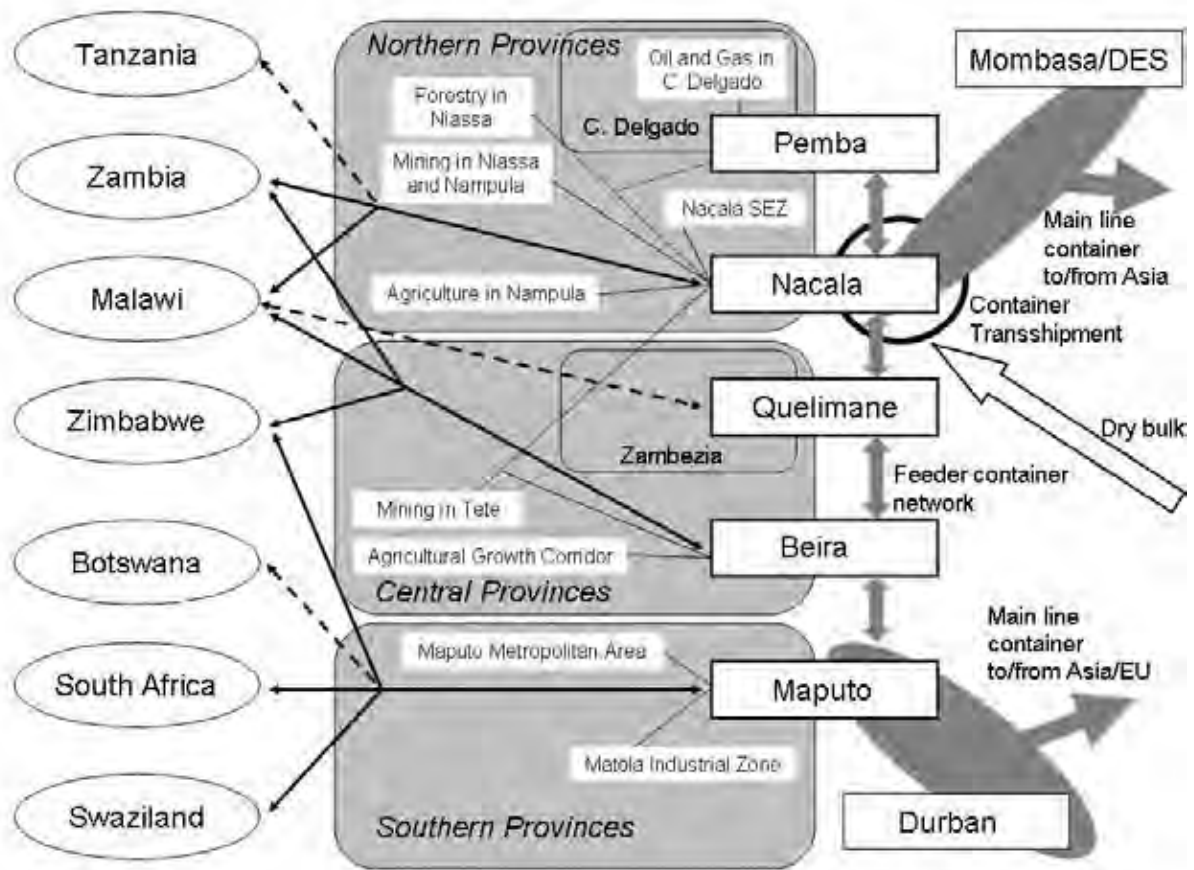 Tanzania
Zambia
Malawi
Zimbabwe
Botswana
South Africa
Swaziland
Northern Provinces
Oil and Gas in
C. Delgado
Forestry in
Niassa
C. Delgado
Mining in Niassa
and Nampula
Nacala SEZ
Agriculture in Nampula
Zambezia
Mining in Tete
Agricultural Growth Corridor
Central Provinces
Maputo Metropolitan Area
Matola Industrial Zone
Southern Provinces
Mombasa/DES
Pemba
Nacala
Quelimane
Beira
Maputo
Durban
Main line
container
to/from Asia
Container
Transshipment
Dry bulk
Feeder container
network
Main line
container
to/from Asia/EU